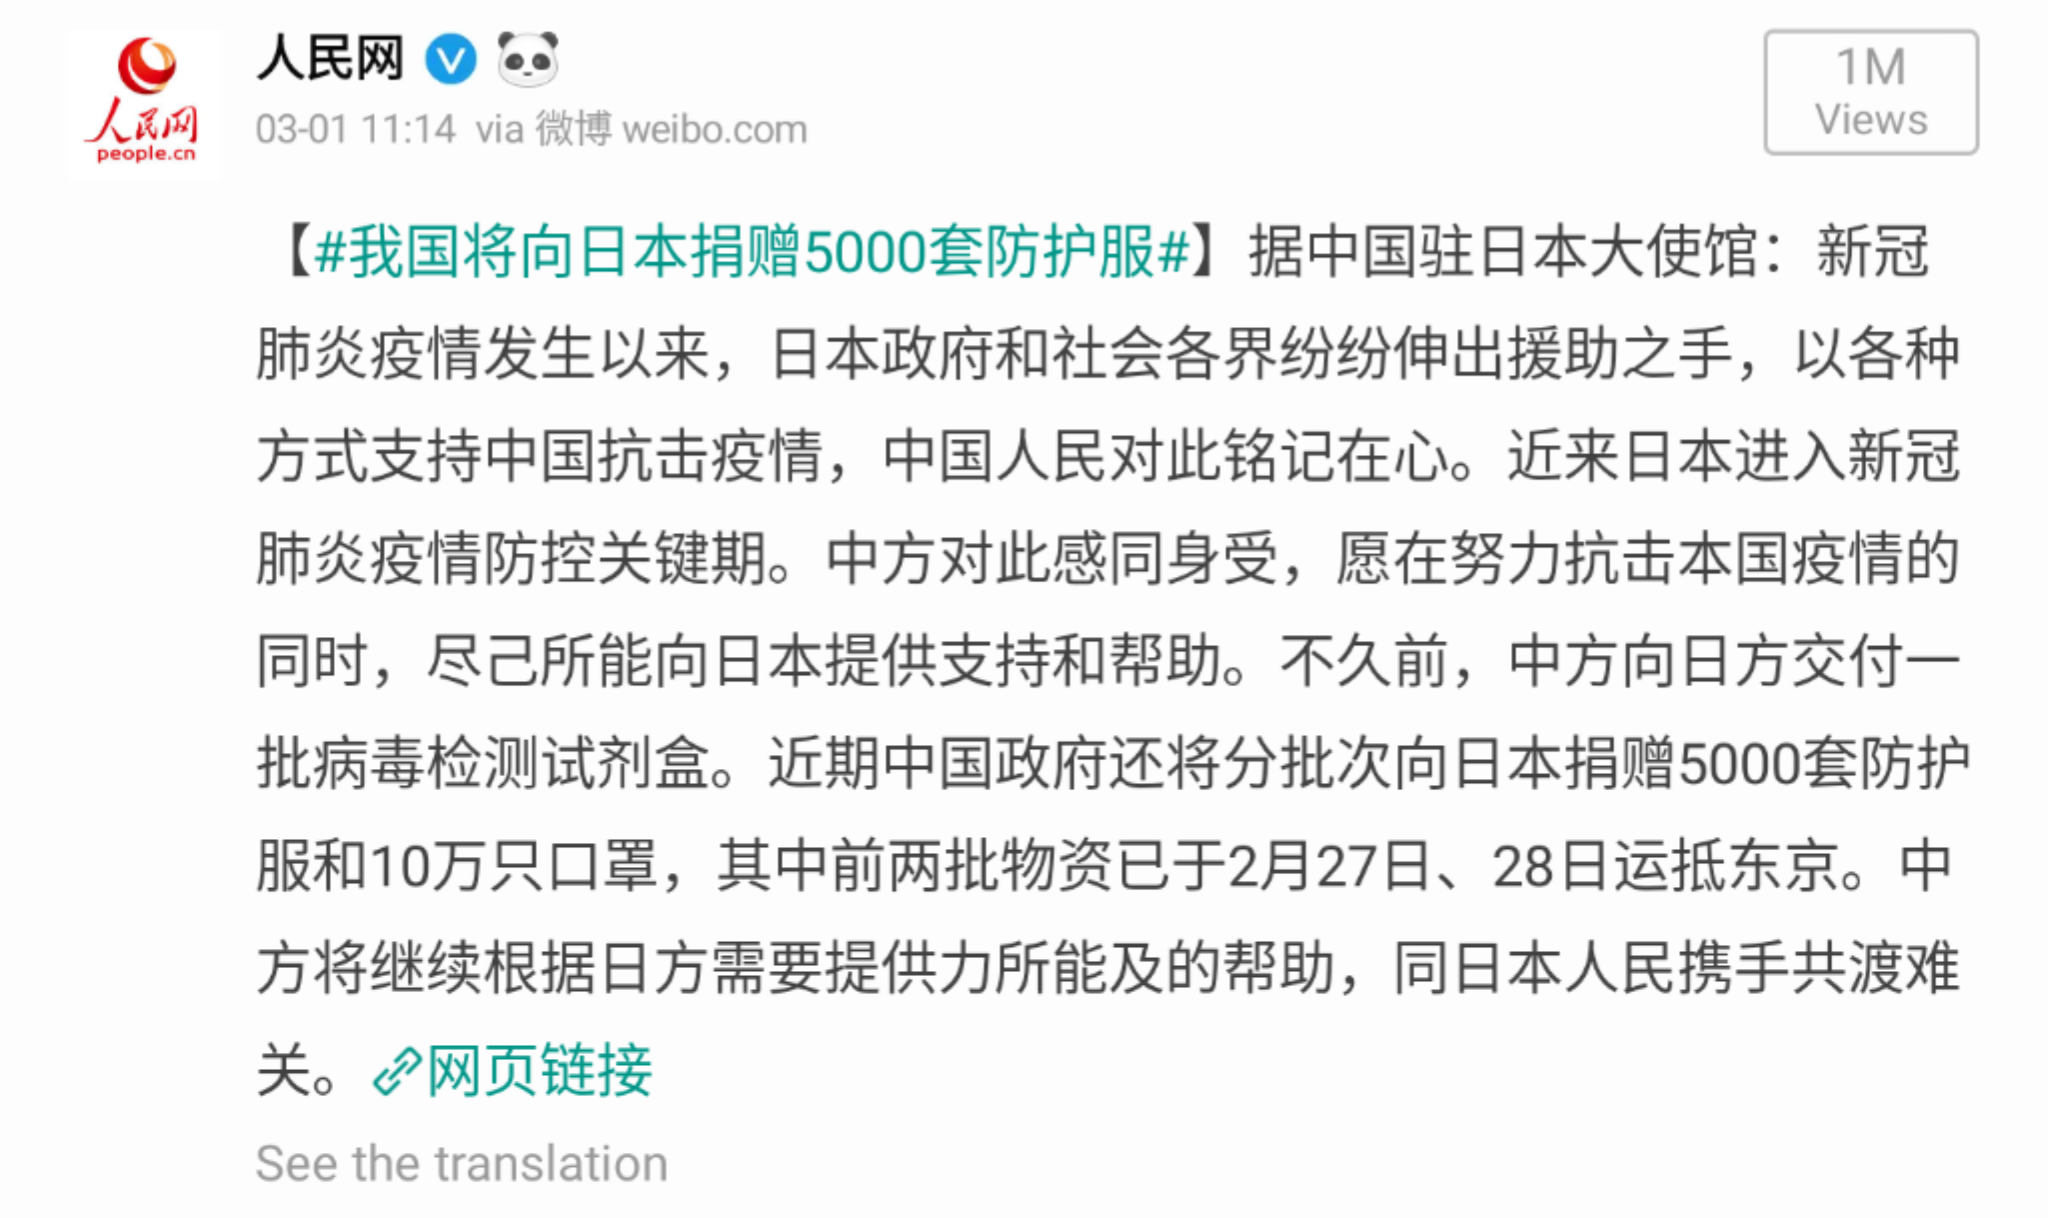 人民网
people.cn
人民网
03-01 11:14 via 微博 weibo.com
1M
Views
【#我国将向日本捐赠5000套防护服#】据中国驻日本大使馆：新冠
肺炎疫情发生以来，日本政府和社会各界纷纷伸出援助之手，以各种
方式支持中国抗击疫情，中国人民对此铭记在心。近来日本进入新冠
肺炎疫情防控关键期。中方对此感同身受，愿在努力抗击本国疫情的
同时，尽己所能向日本提供支持和帮助。不久前，中方向日方交付一
批病毒检测试剂盒。近期中国政府还将分批次向日本捐赠5000套防护
服和10万只口罩，其中前两批物资已于2月27日、28日运抵东京。中
方将继续根据日方需要提供力所能及的帮助，同日本人民携手共渡难
关。网页链接
See the translation